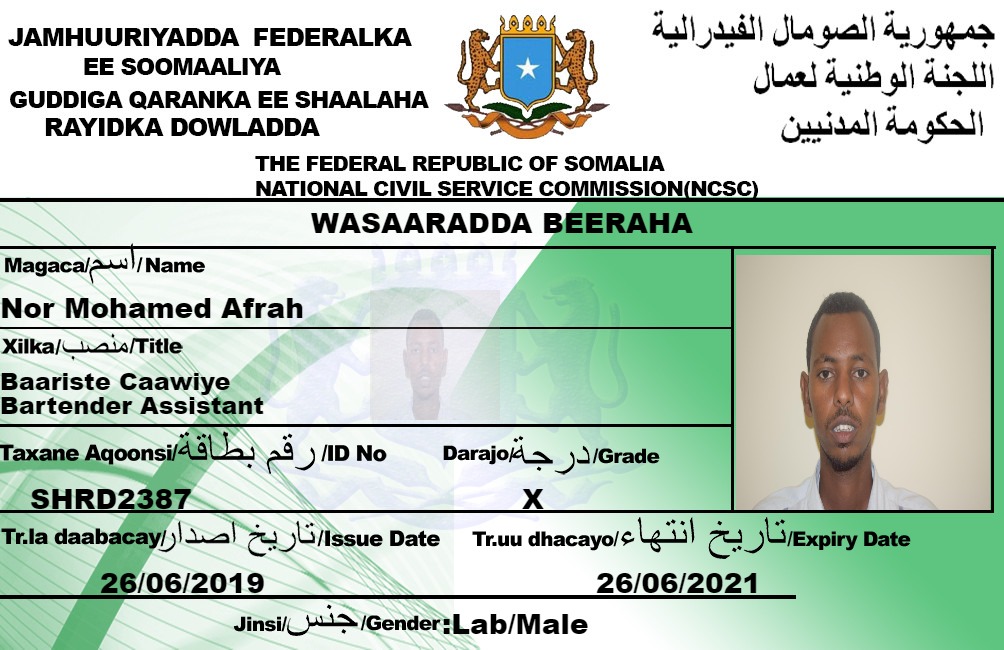 JAMHUURIYADDA FEDERALKA
EE SOOMAALIYA
GUDDIGA QARANKA EE SHAALAHA
RAYIDKA DOWLADDA
جمهورية الصومال الفيدرالية
اللجنة الوطنية لعمال
الحكومة المدنيين
THE FEDERAL REPUBLIC OF SOMALIA
NATIONAL CIVIL SERVICE COMMISSION(NCSC)
WASAARADDA BEERAHA
Magaca/اسم/Name
Nor Mohamed Afrah
Xilka/منصب/Title
Baariste Caawiye
Bartender Assistant
Taxane Aqoonsi/رقم بطاقة/ID No
SHRD2387
Darajo/درجة/Grade
X
Tr.la daabacay/تاريخ اصدار/Issue Date
26/06/2019
Tr.uu dhacayo/تاريخ انتهاء/Expiry Date
26/06/2021
Jinsi/جنس/Gender:Lab/Male